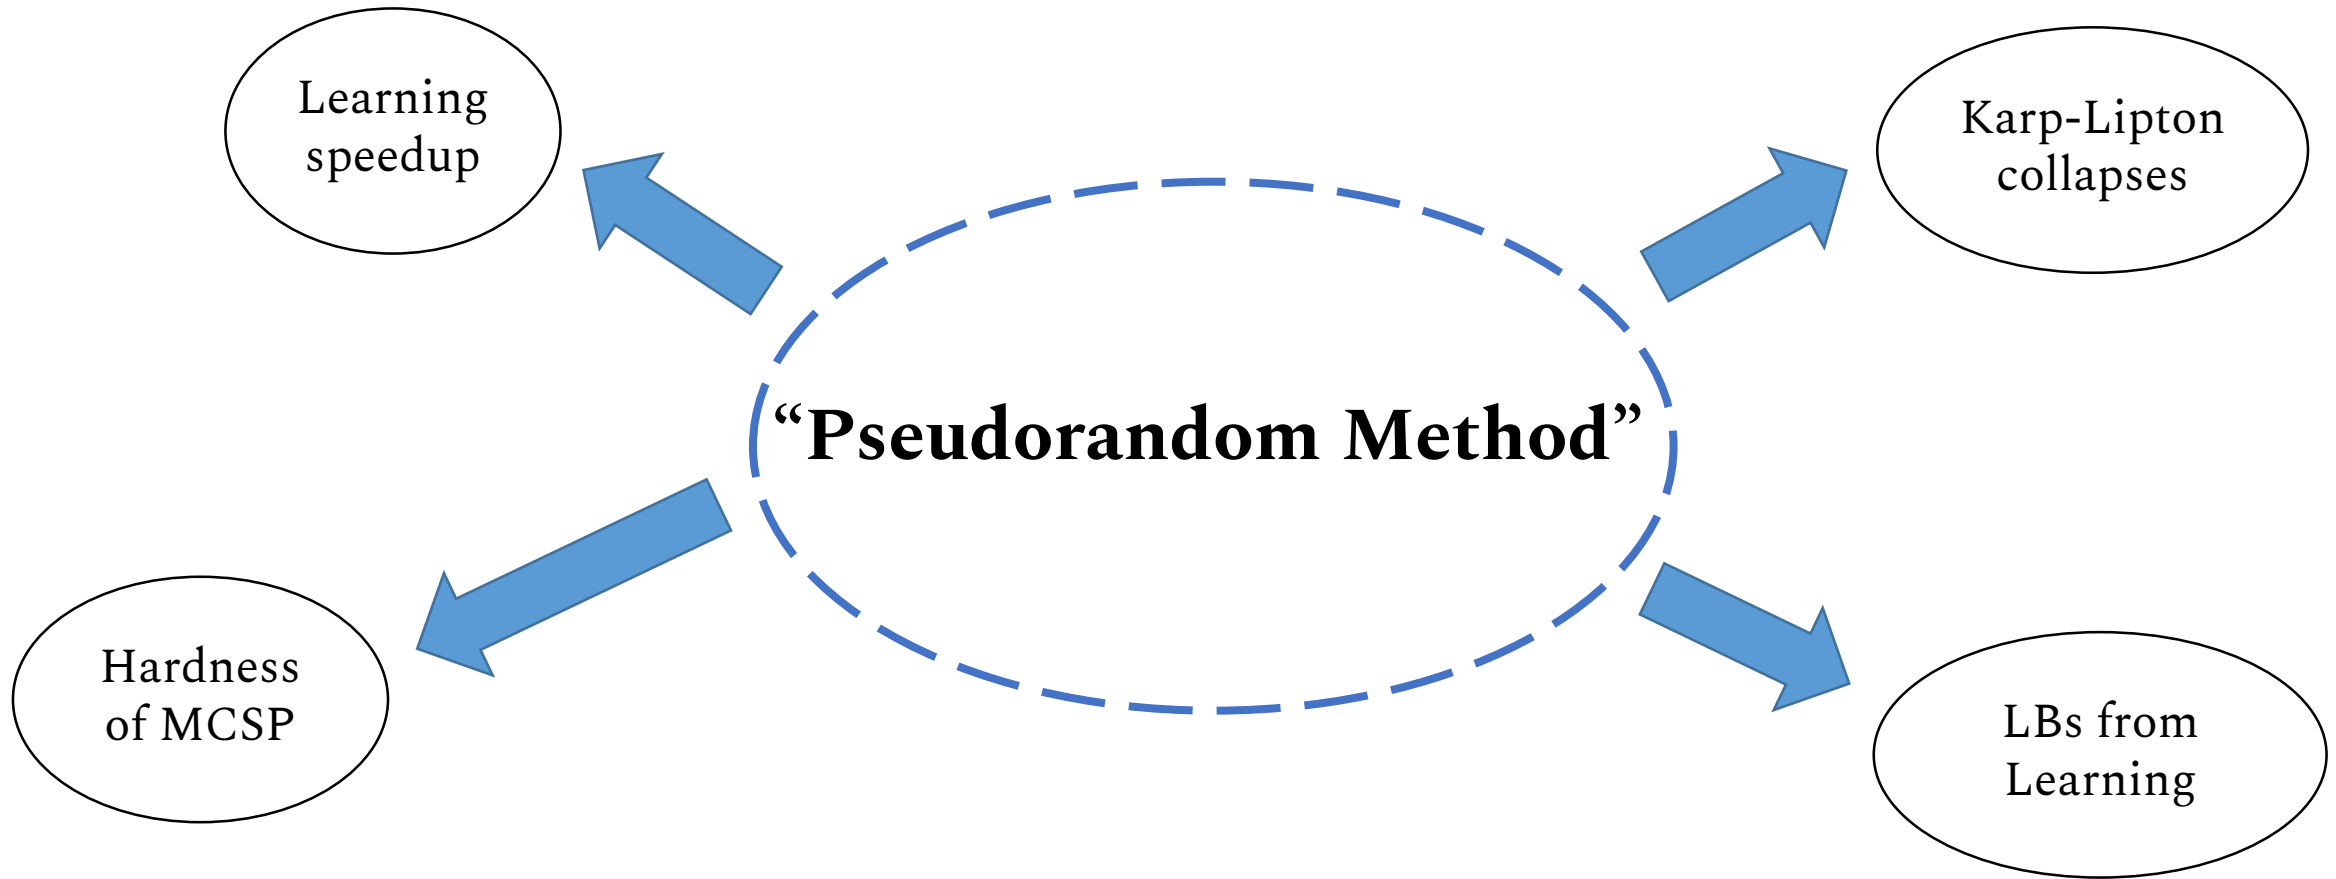 Learning
speedup
Karp-Lipton
collapses
“Pseudorandom Method”
Hardness
of MCSP
LBs from
Learning